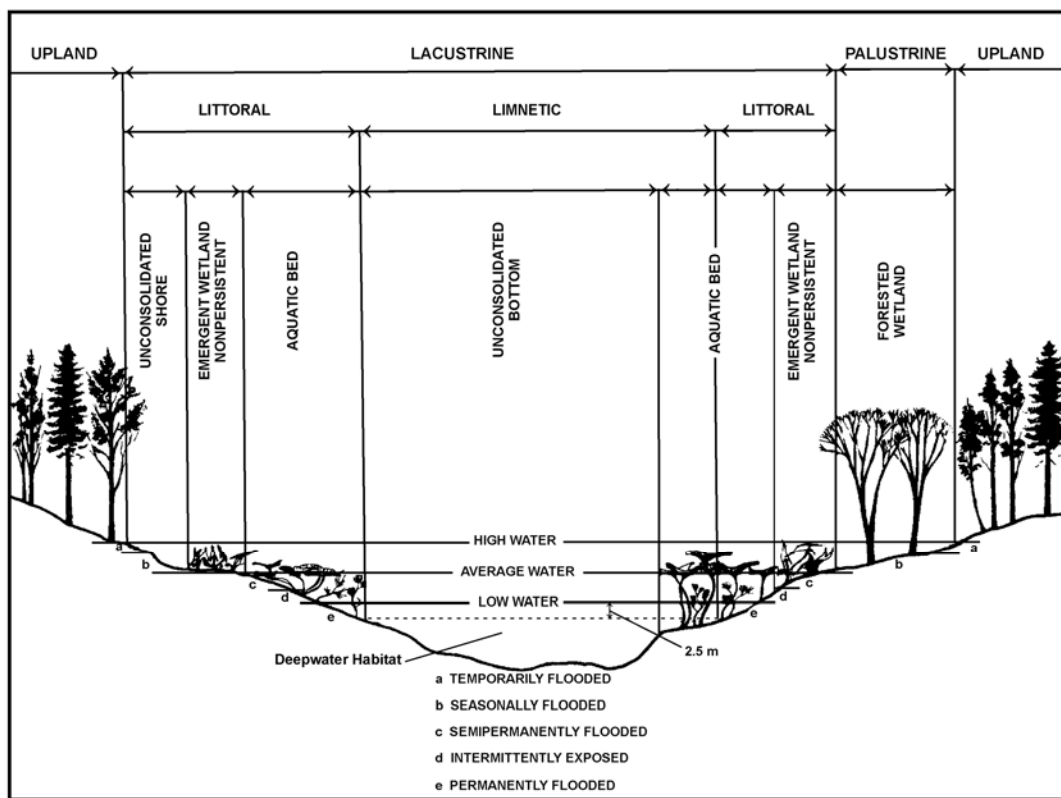 UPLAND
LACUSTRINE
PALUSTRINE
UPLAND
LITTORAL
LIMNETIC
LITTORAL
UNCONSOLIDATED
SHORE
EMERGENT WETLAND
NONPERSISTENT
AQUATIC BED
UNCONSOLIDATED
BOTTOM
AQUATIC BED
EMERGENT WETLAND
NONPERSISTENT
FORESTED
WETLAND
HIGH WATER
a
a
b
b
AVERAGE WATER
c
c
d
d
LOW WATER
e
e
2.5 m
Deepwater Habitat
a TEMPORARILY FLOODED
b SEASONALLY FLOODED
c SEMIPERMANENTLY FLOODED
d INTERMITTENTLY EXPOSED
e PERMANENTLY FLOODED